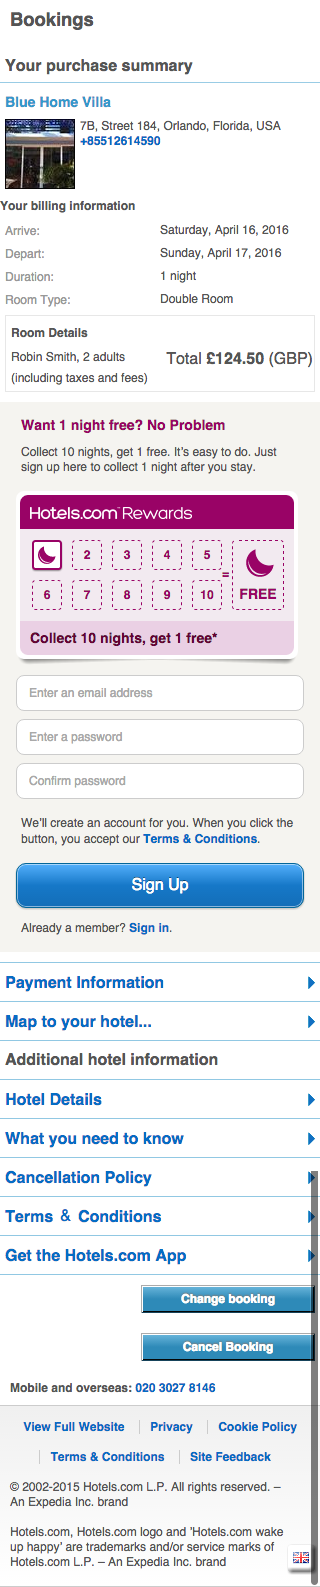 Bookings
Your purchase summary
Blue Home Villa
7B, Street 184, Orlando, Florida, USA
+85512614590
Your billing information
Arrive: Saturday, April 16, 2016
Depart: Sunday, April 17, 2016
Duration: 1 night
Room Type: Double Room
Room Details
Robin Smith, 2 adults
(including taxes and fees)
Total £124.50 (GBP)
Want 1 night free? No Problem
Collect 10 nights, get 1 free. It's easy to do. Just
sign up here to collect 1 night after you stay.
Hotels.com™ Rewards
2 3 4 5
=
6 7 8 9 10
FREE
Collect 10 nights, get 1 free*
Enter an email address
Enter a password
Confirm password
We'll create an account for you. When you click the
button, you accept our Terms & Conditions.
Sign Up
Already a member? Sign in.
Payment Information
Map to your hotel...
Additional hotel information
Hotel Details
What you need to know
Cancellation Policy
Terms & Conditions
Get the Hotels.com App
Change booking
Cancel Booking
Mobile and overseas: 020 3027 8146
View Full Website Privacy Cookie Policy
Terms & Conditions Site Feedback
© 2002-2015 Hotels.com L.P. All rights reserved. –
An Expedia Inc. brand
Hotels.com, Hotels.com logo and 'Hotels.com wake
up happy' are trademarks and/or service marks of
Hotels.com L.P. – An Expedia Inc. brand